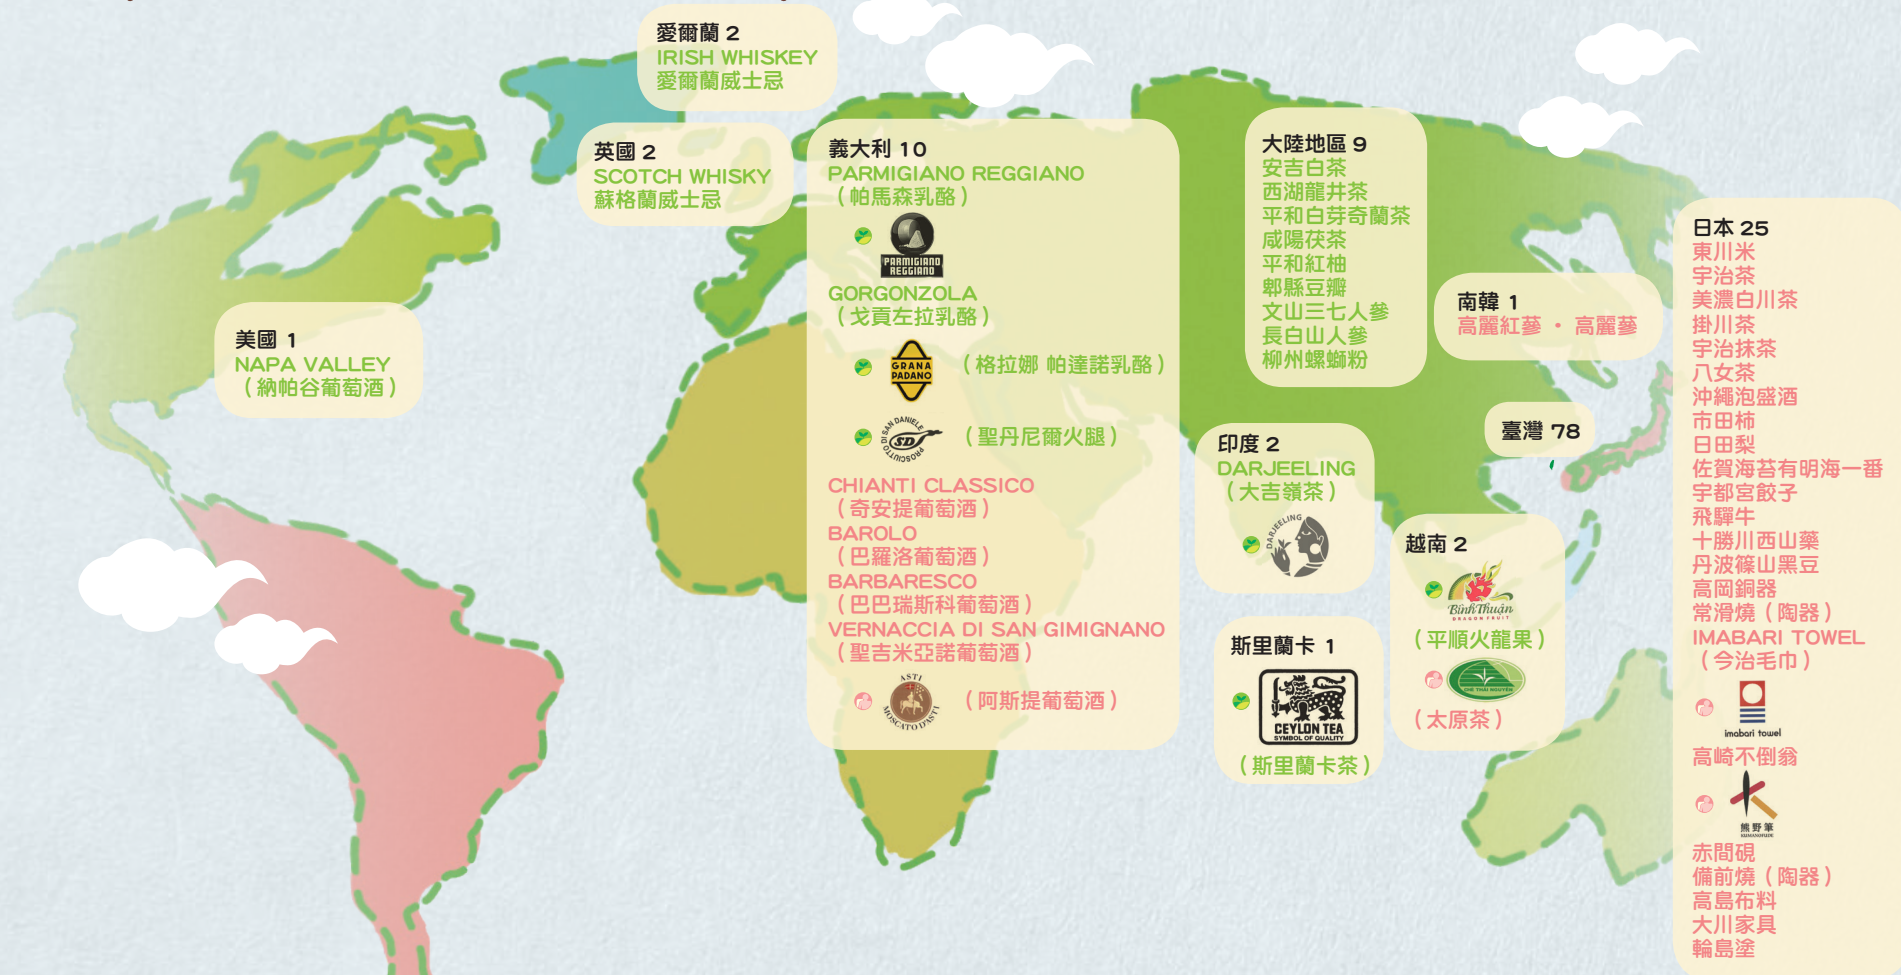 愛爾蘭 2
IRISH WHISKEY
愛爾蘭威士忌
英國 2
SCOTCH WHISKY
蘇格蘭威士忌
美國 1
NAPA VALLEY
(納帕谷葡萄酒)
義大利 10
PARMIGIANO REGGIANO
(帕馬森乳酪)
PARMIGIANO
REGGIANO
GORGONZOLA
(戈貢左拉乳酪)
GRANA
PADANO
(格拉娜 帕達諾乳酪)
PROSCIUTTO DI SAN DANIELE
SD
(聖丹尼爾火腿)
CHIANTI CLASSICO
(奇安提葡萄酒)
BAROLO
(巴羅洛葡萄酒)
BARBARESCO
(巴巴瑞斯科葡萄酒)
VERNACCIA DI SAN GIMIGNANO
(聖吉米亞諾葡萄酒)
ASTI
MOSCATO D'ASTI
(阿斯提葡萄酒)
大陸地區 9
安吉白茶
西湖龍井茶
平和白芽奇蘭茶
咸陽茯茶
平和紅柚
郫縣豆瓣
文山三七人參
長白山人參
柳州螺螄粉
南韓 1
高麗紅蔘 · 高麗蔘
臺灣 78
印度 2
DARJEELING
(大吉嶺茶)
DARJEELING
斯里蘭卡 1
CEYLON TEA
SYMBOL OF QUALITY
(斯里蘭卡茶)
越南 2
Bình Thuận
DRAGON FRUIT
(平順火龍果)
CHÈ THÁI NGUYÊN
(太原茶)
日本 25
東川米
宇治茶
美濃白川茶
掛川茶
宇治抹茶
八女茶
沖繩泡盛酒
市田柿
日田梨
佐賀海苔有明海一番
宇都宮餃子
飛驒牛
十勝川西山藥
丹波篠山黑豆
高岡銅器
常滑燒(陶器)
IMABARI TOWEL
(今治毛巾)
imabari towel
高崎不倒翁
熊野筆
KUMANOFUDE
赤間硯
備前燒(陶器)
高島布料
大川家具
輪島塗